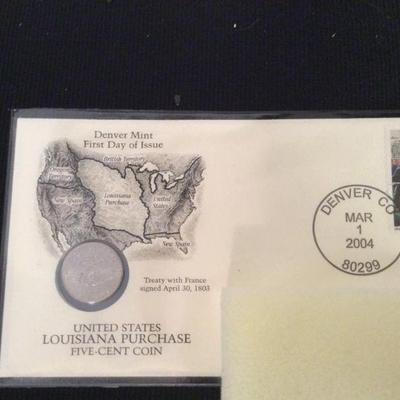 Denver Mint
First Day of Issue
British Territory
Louisiana
Purchase
New Spain
United
States
New Spain
Treaty with France
signed April 30, 1803
UNITED STATES
LOUISIANA PURCHASE
FIVE-CENT COIN
DENVER CO
MAR
1
2004
80299